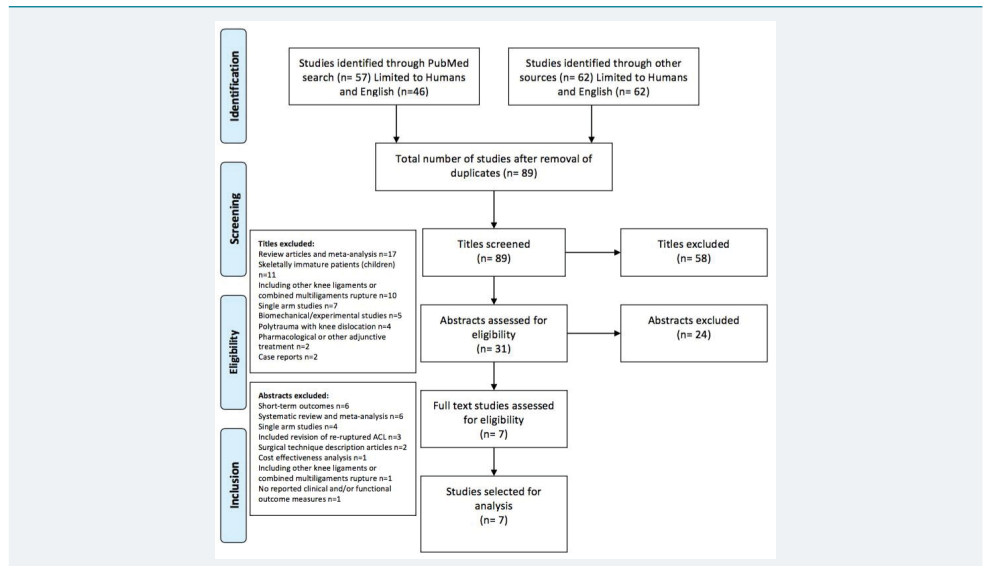 Identification
Studies identified through PubMed
search (n= 57) Limited to Humans
and English (n=46)
Studies identified through other
sources (n= 62) Limited to Humans
and English (n= 62)
Total number of studies after removal of
duplicates (n= 89)
Screening
Titles screened
(n= 89)
Titles excluded
(n= 58)
Titles excluded:
Review articles and meta-analysis n=17
Skeletally immature patients (children)
n=11
Including other knee ligaments or
combined multiligaments rupture n=10
Single arm studies n=7
Biomechanical/experimental studies n=5
Polytrauma with knee dislocation n=4
Pharmacological or other adjunctive
treatment n=2
Case reports n=2
Eligibility
Abstracts assessed for
eligibility
(n= 31)
Abstracts excluded
(n= 24)
Abstracts excluded:
Short-term outcomes n=6
Systematic review and meta-analysis n=6
Single arm studies n=4
Included revision of re-ruptured ACL n=3
Surgical technique description articles n=2
Cost effectiveness analysis n=1
Including other knee ligaments or
combined multiligaments rupture n=1
No reported clinical and/or functional
outcome measures n=1
Full text studies assessed
for eligibility
(n= 7)
Inclusion
Studies selected for
analysis
(n= 7)